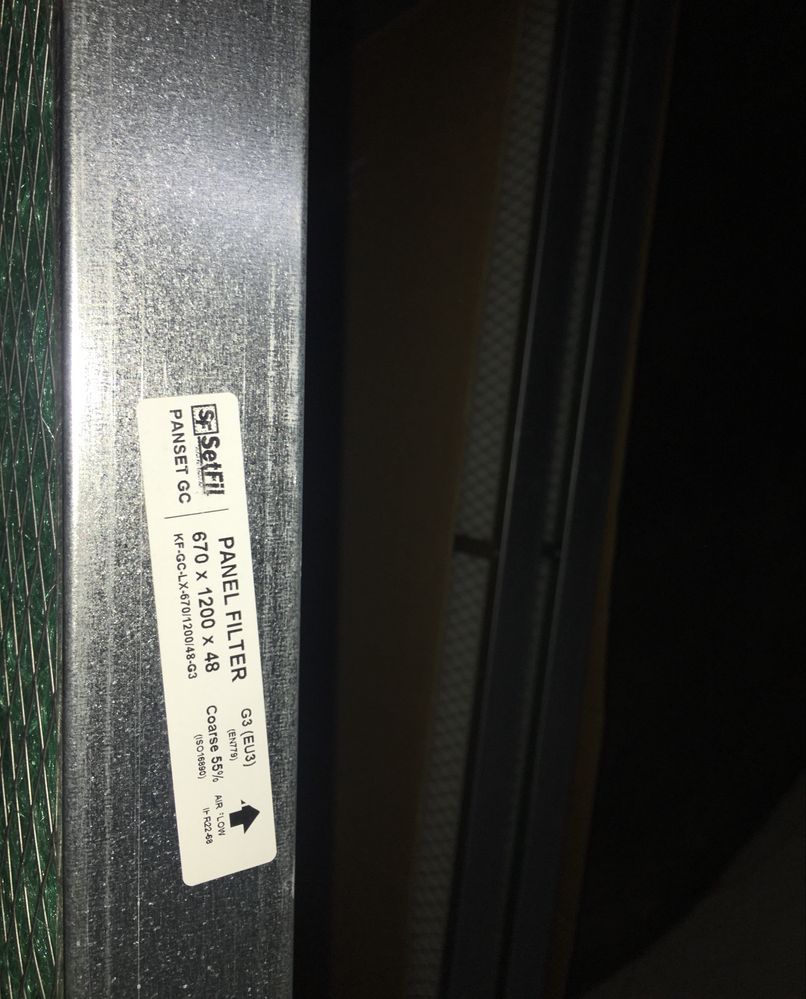 SF SetFil
PANSET GC
PANEL FILTER
670 x 1200 x 48
KF-GC-LX-670/1200/48-G3
G3 (EU3)
(EN779)
Coarse 55%
(ISO16890)
AIR FLOW